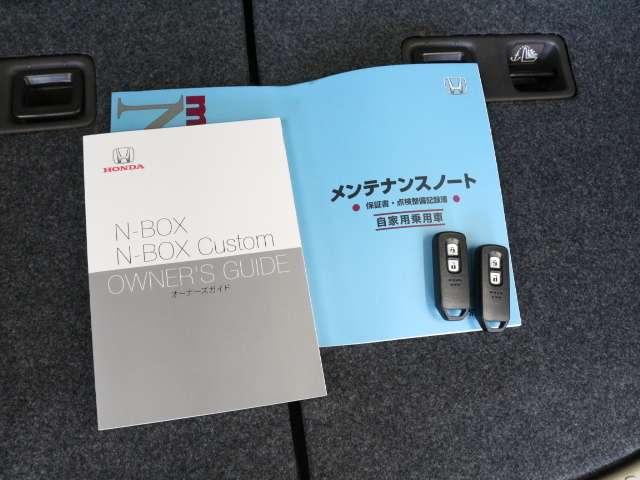 HONDA
N-BOX
N-BOX Custom
OWNER'S GUIDE
オーナーズガイド
メンテナンスノート
保証書・点検整備記録簿
自家用乗用車